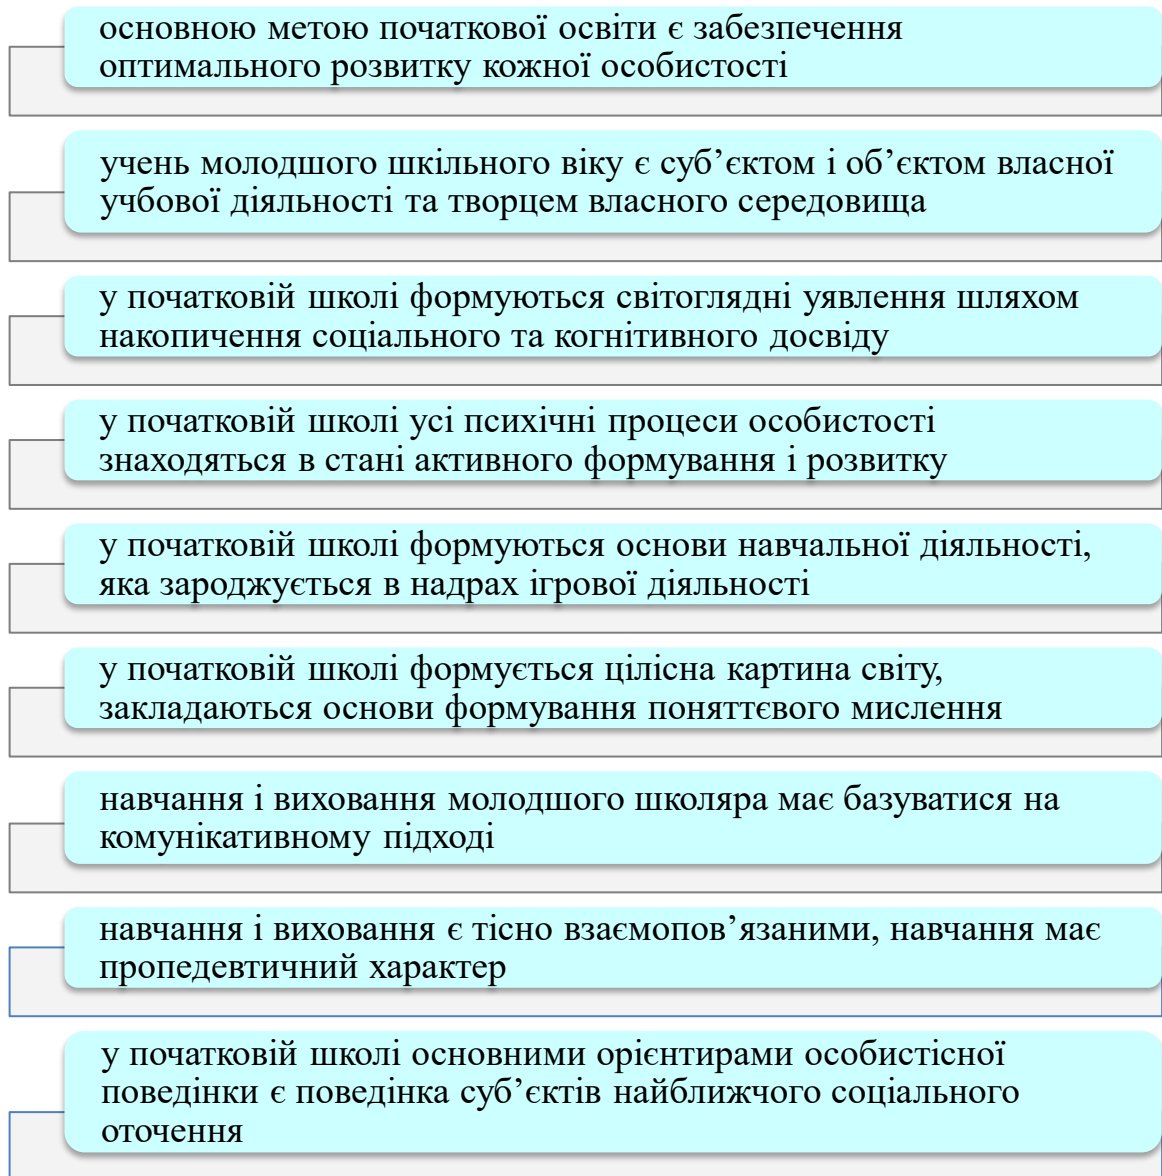 основною метою початкової освіти є забезпечення
оптимального розвитку кожної особистості
учень молодшого шкільного віку є суб’єктом і об’єктом власної
учбової діяльності та творцем власного середовища
у початковій школі формуються світоглядні уявлення шляхом
накопичення соціального та когнітивного досвіду
у початковій школі усі психічні процеси особистості
знаходяться в стані активного формування і розвитку
у початковій школі формуються основи навчальної діяльності,
яка зароджується в надрах ігрової діяльності
у початковій школі формується цілісна картина світу,
закладаються основи формування поняттєвого мислення
навчання і виховання молодшого школяра має базуватися на
комунікативному підході
навчання і виховання є тісно взаємопов’язаними, навчання має
пропедевтичний характер
у початковій школі основними орієнтирами особистісної
поведінки є поведінка суб’єктів найближчого соціального
оточення